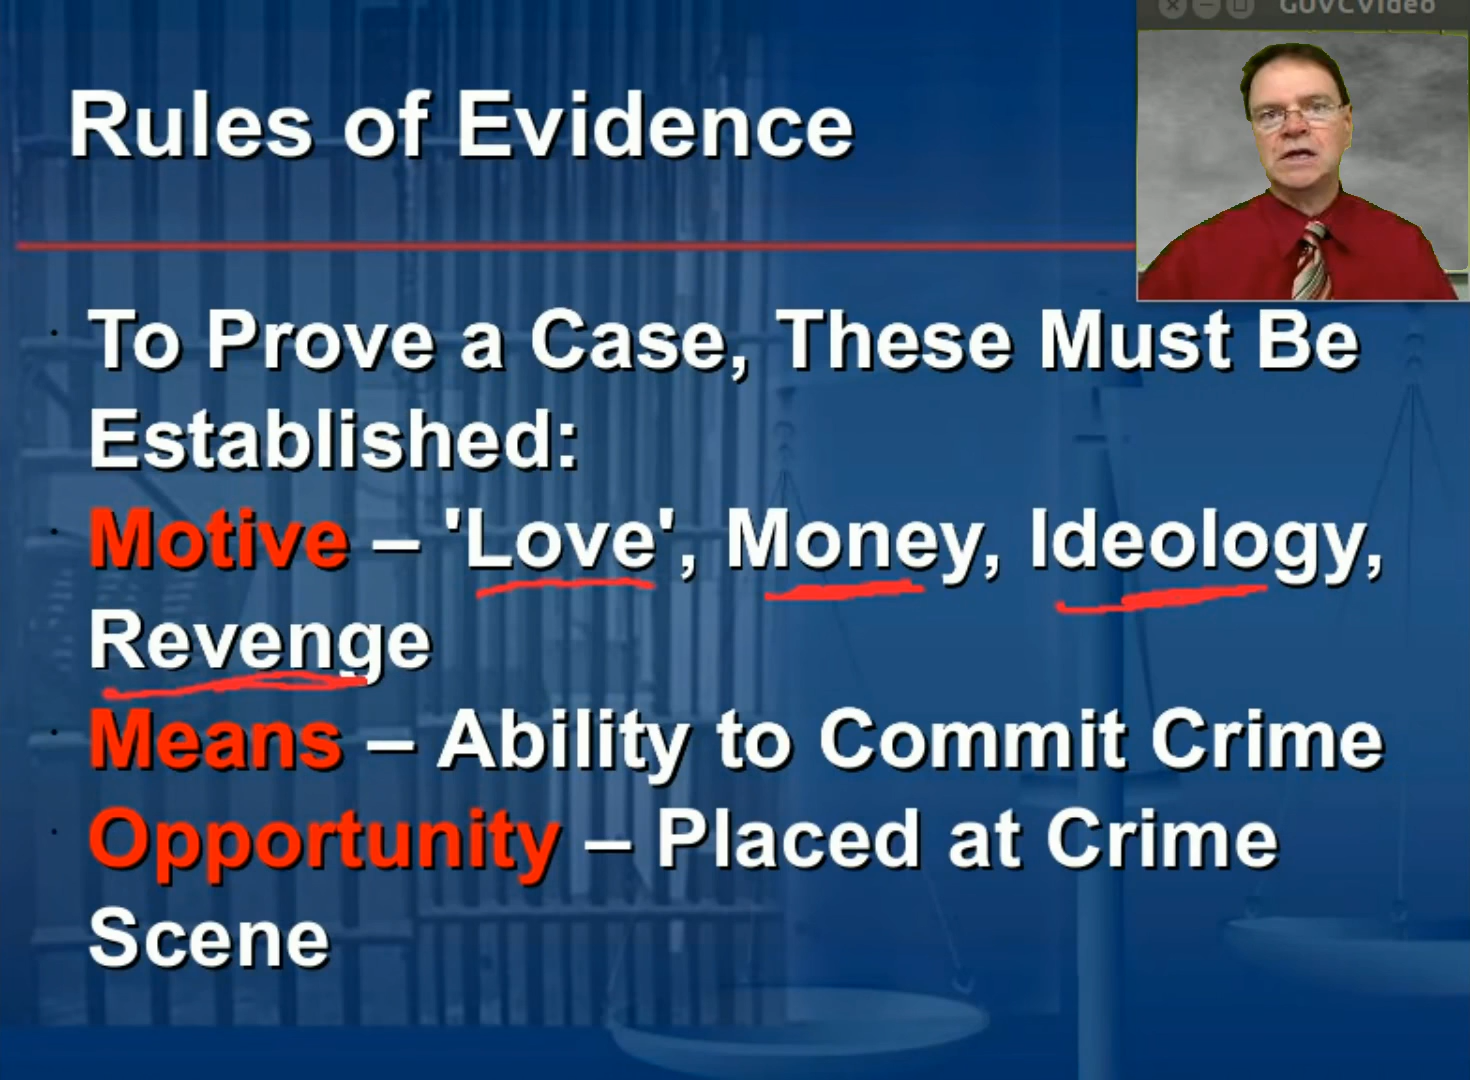 GUVCVideo
Rules of Evidence
To Prove a Case, These Must Be
Established:
Motive – 'Love', Money, Ideology,
Revenge
Means – Ability to Commit Crime
Opportunity – Placed at Crime
Scene